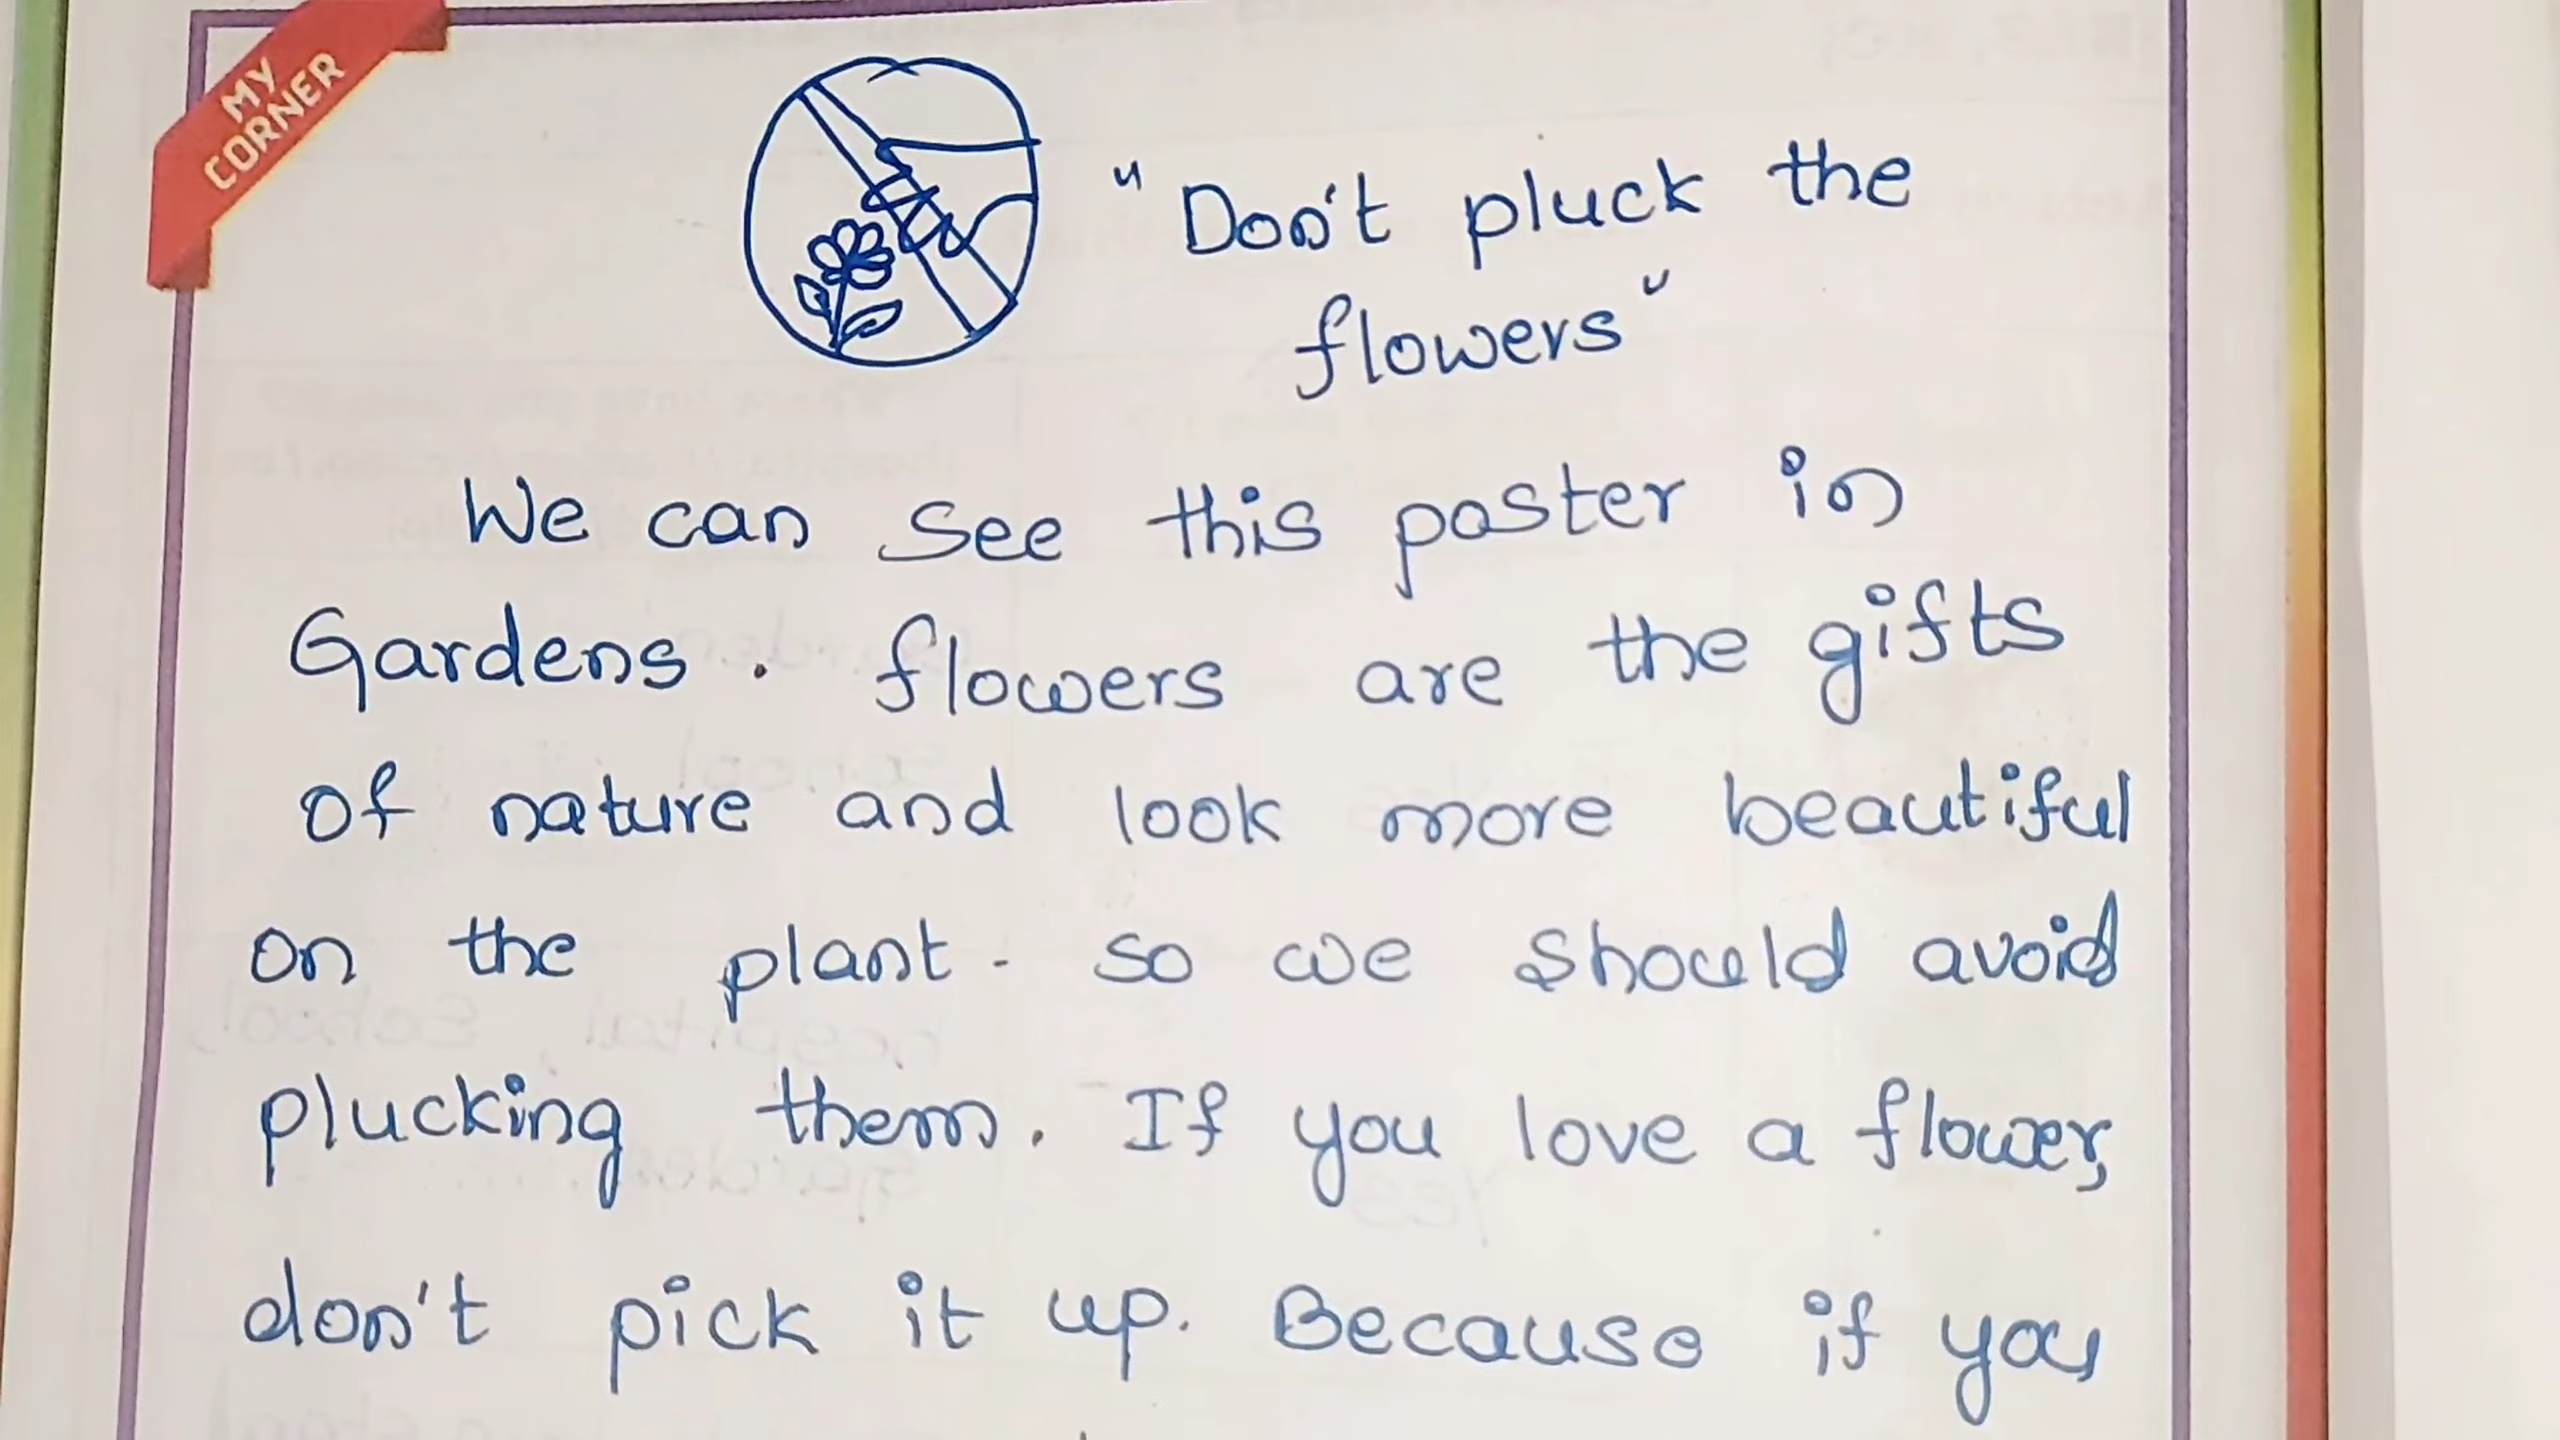 MY
CORNER
"Don't pluck the
flowers"
We can see this poster in
Gardens. flowers are the gifts
of nature and look more beautiful
on the plant. so we should avoid
plucking them. If you love a flower,
don't pick it up. Because if you